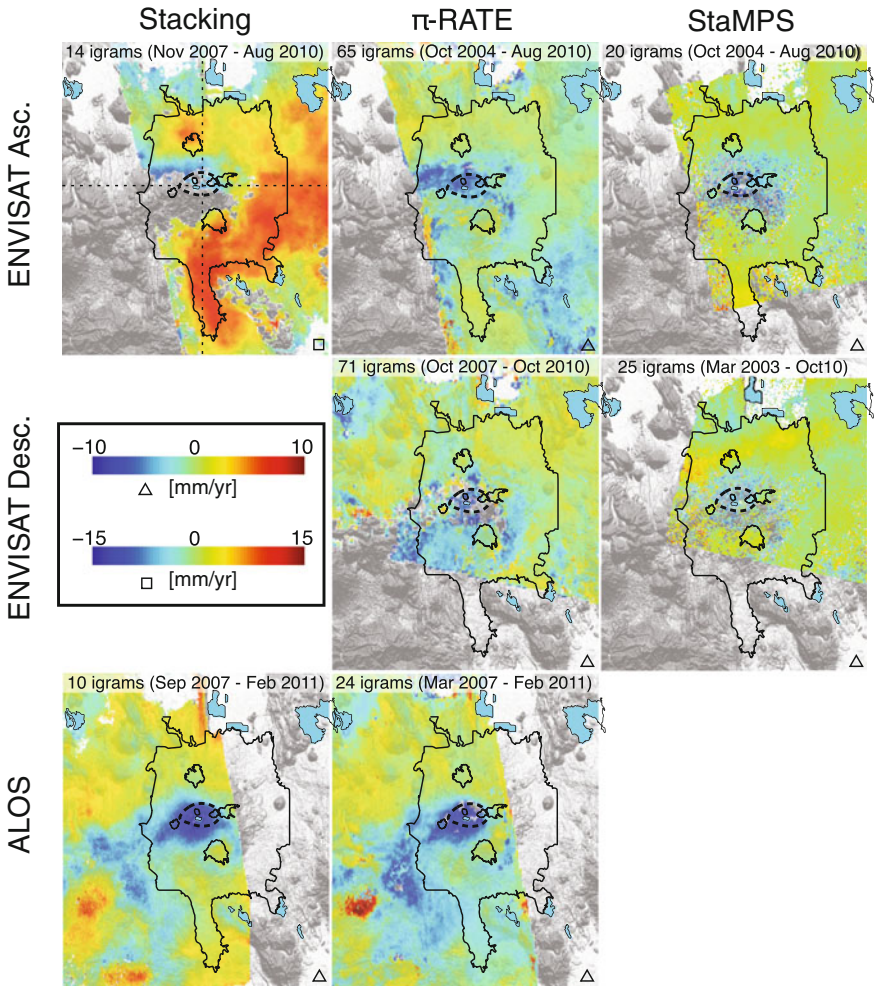 Stacking
π-RATE
StaMPS
ENVISAT Asc.
14 igrams (Nov 2007 - Aug 2010)
65 igrams (Oct 2004 - Aug 2010)
20 igrams (Oct 2004 - Aug 2010)
ENVISAT Desc.
71 igrams (Oct 2007 - Oct 2010)
25 igrams (Mar 2003 - Oct10)
−10 0 10
[mm/yr]
−15 0 15
[mm/yr]
ALOS
10 igrams (Sep 2007 - Feb 2011)
24 igrams (Mar 2007 - Feb 2011)